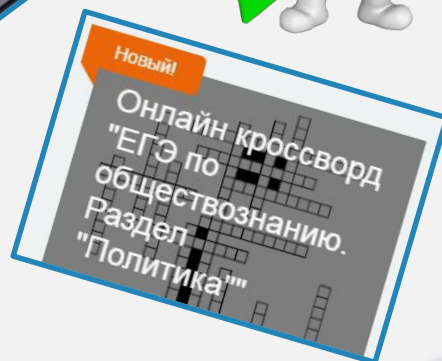 Новый!
Онлайн кроссворд
"ЕГЭ по
обществознанию.
Раздел
"Политика""